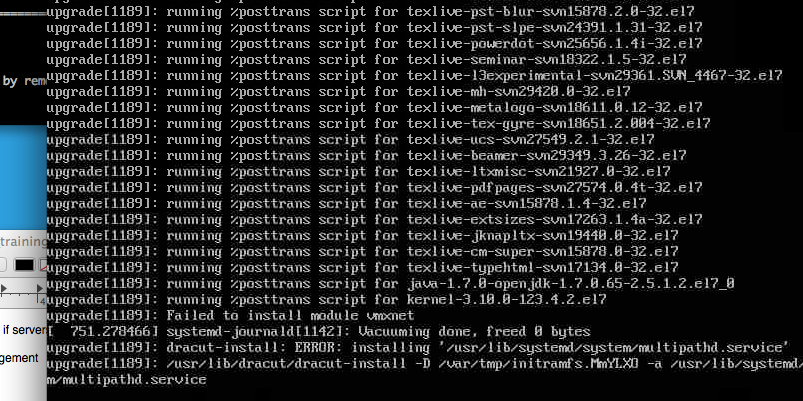 upgrade[1189]: running %posttrans script for texlive-pst-blur-svn15878.2.0-32.el7
upgrade[1189]: running %posttrans script for texlive-pst-slpe-svn24391.1.31-32.el7
upgrade[1189]: running %posttrans script for texlive-powerdot-svn25656.1.4i-32.el7
upgrade[1189]: running %posttrans script for texlive-seminar-svn18322.1.5-32.el7
by remo upgrade[1189]: running %posttrans script for texlive-l3experimental-svn29361.SVN_4467-32.el7
upgrade[1189]: running %posttrans script for texlive-mh-svn29420.0-32.el7
upgrade[1189]: running %posttrans script for texlive-metalogo-svn18611.0.12-32.el7
upgrade[1189]: running %posttrans script for texlive-tex-gyre-svn18651.2.004-32.el7
upgrade[1189]: running %posttrans script for texlive-ucs-svn27549.2.1-32.el7
upgrade[1189]: running %posttrans script for texlive-beamer-svn29349.3.26-32.el7
upgrade[1189]: running %posttrans script for texlive-ltxmisc-svn21927.0-32.el7
upgrade[1189]: running %posttrans script for texlive-pdfpages-svn27574.0.4t-32.el7
upgrade[1189]: running %posttrans script for texlive-ae-svn15878.1.4-32.el7
upgrade[1189]: running %posttrans script for texlive-extsizes-svn17263.1.4a-32.el7
training upgrade[1189]: running %posttrans script for texlive-jknapltx-svn19440.0-32.el7
upgrade[1189]: running %posttrans script for texlive-cm-super-svn15878.0-32.el7
upgrade[1189]: running %posttrans script for texlive-typehtml-svn17134.0-32.el7
upgrade[1189]: running %posttrans script for java-1.7.0-openjdk-1.7.0.65-2.5.1.2.el7_0
upgrade[1189]: running %posttrans script for kernel-3.10.0-123.4.2.el7
upgrade[1189]: Failed to install module vmxnet
if server [  751.278466] systemd-journald[1142]: Vacuuming done, freed 0 bytes
upgrade[1189]: dracut-install: ERROR: installing '/usr/lib/systemd/system/multipathd.service'
gement upgrade[1189]: /usr/lib/dracut/dracut-install -D /var/tmp/initramfs.MmYLXO -a /usr/lib/systemd/
m/multipathd.service